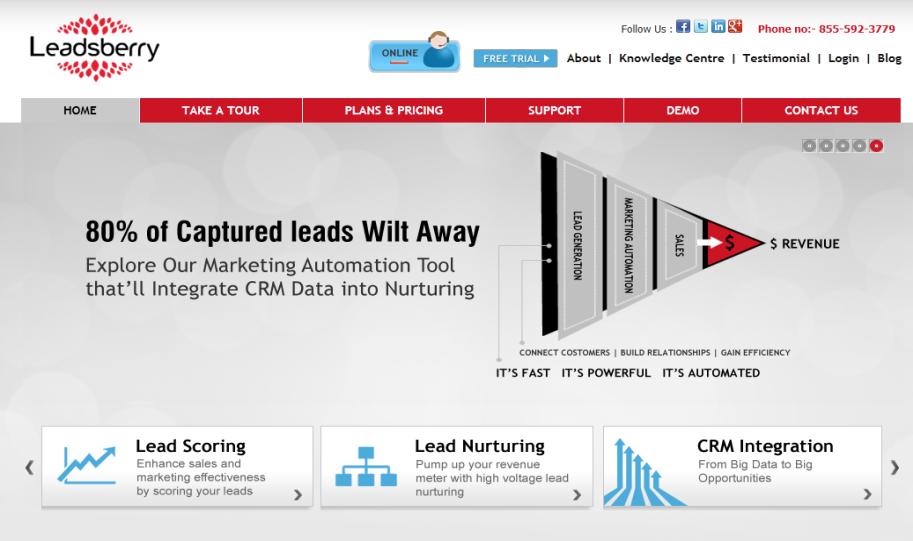 Leadsberry
Follow Us :
Phone no:- 855-592-3779
ONLINE
FREE TRIAL
About | Knowledge Centre | Testimonial | Login | Blog
HOME
TAKE A TOUR
PLANS & PRICING
SUPPORT
DEMO
CONTACT US
80% of Captured leads Wilt Away
Explore Our Marketing Automation Tool
that'll Integrate CRM Data into Nurturing
LEAD GENERATION
MARKETING AUTOMATION
SALES
$
$ REVENUE
CONNECT COSTOMERS | BUILD RELATIONSHIPS | GAIN EFFICIENCY
IT'S FAST IT'S POWERFUL IT'S AUTOMATED
Lead Scoring
Enhance sales and
marketing effectiveness
by scoring your leads
Lead Nurturing
Pump up your revenue
meter with high voltage lead
nurturing
CRM Integration
From Big Data to Big
Opportunities